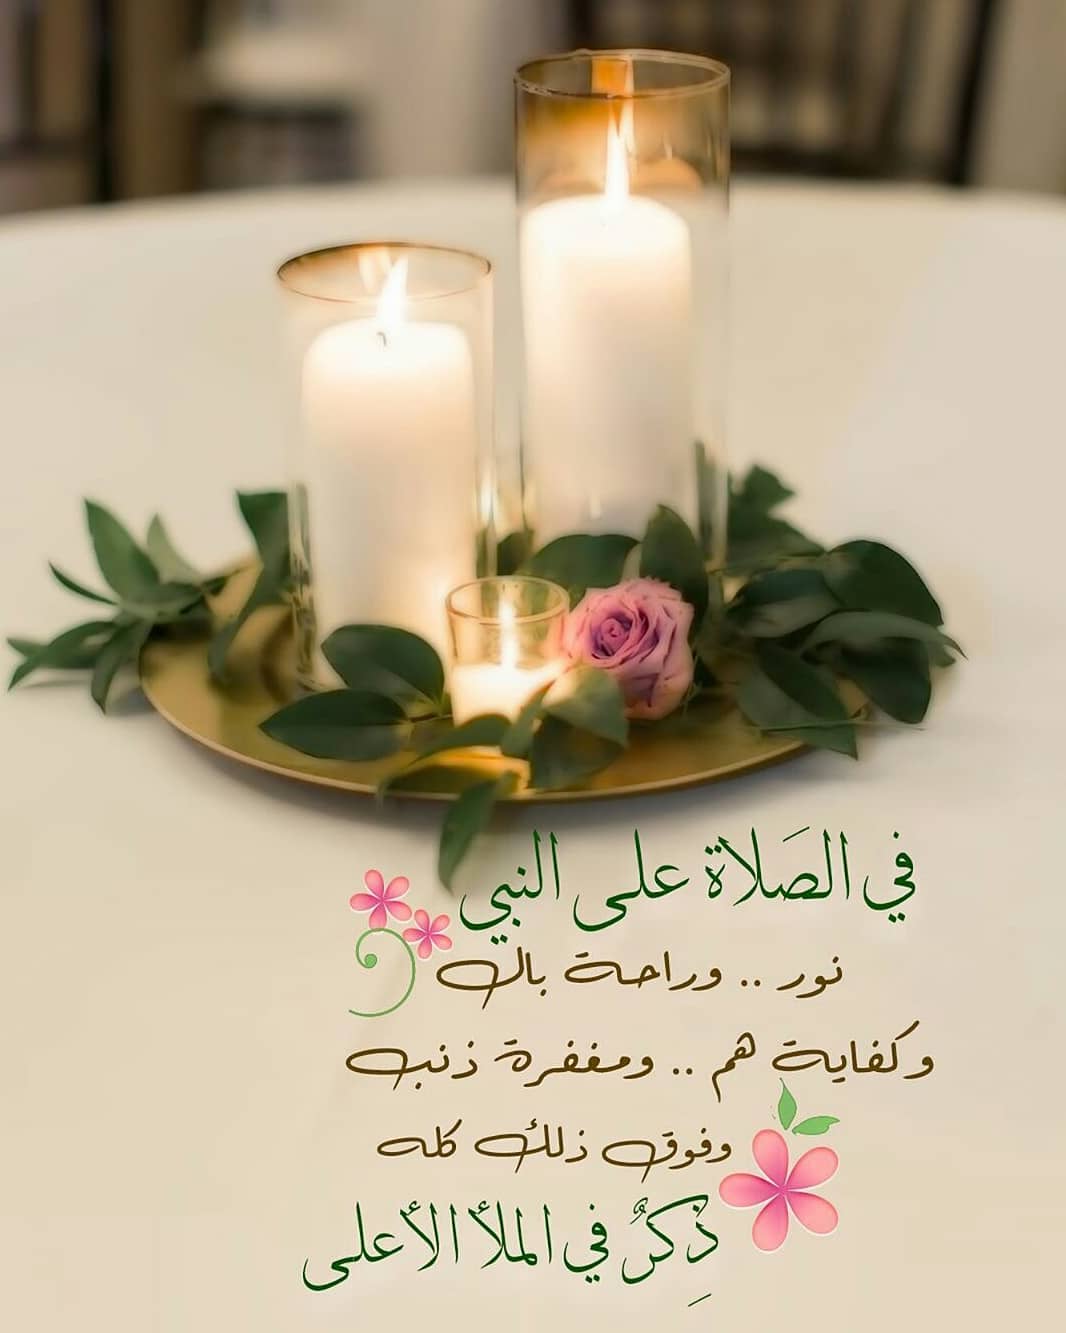 في الصَلاة على النبي
نور .. وراحة بال
وكفاية هم .. ومغفرة ذنب
وفوق ذلك كله
ذِكرٌ في الملأ الأعلى